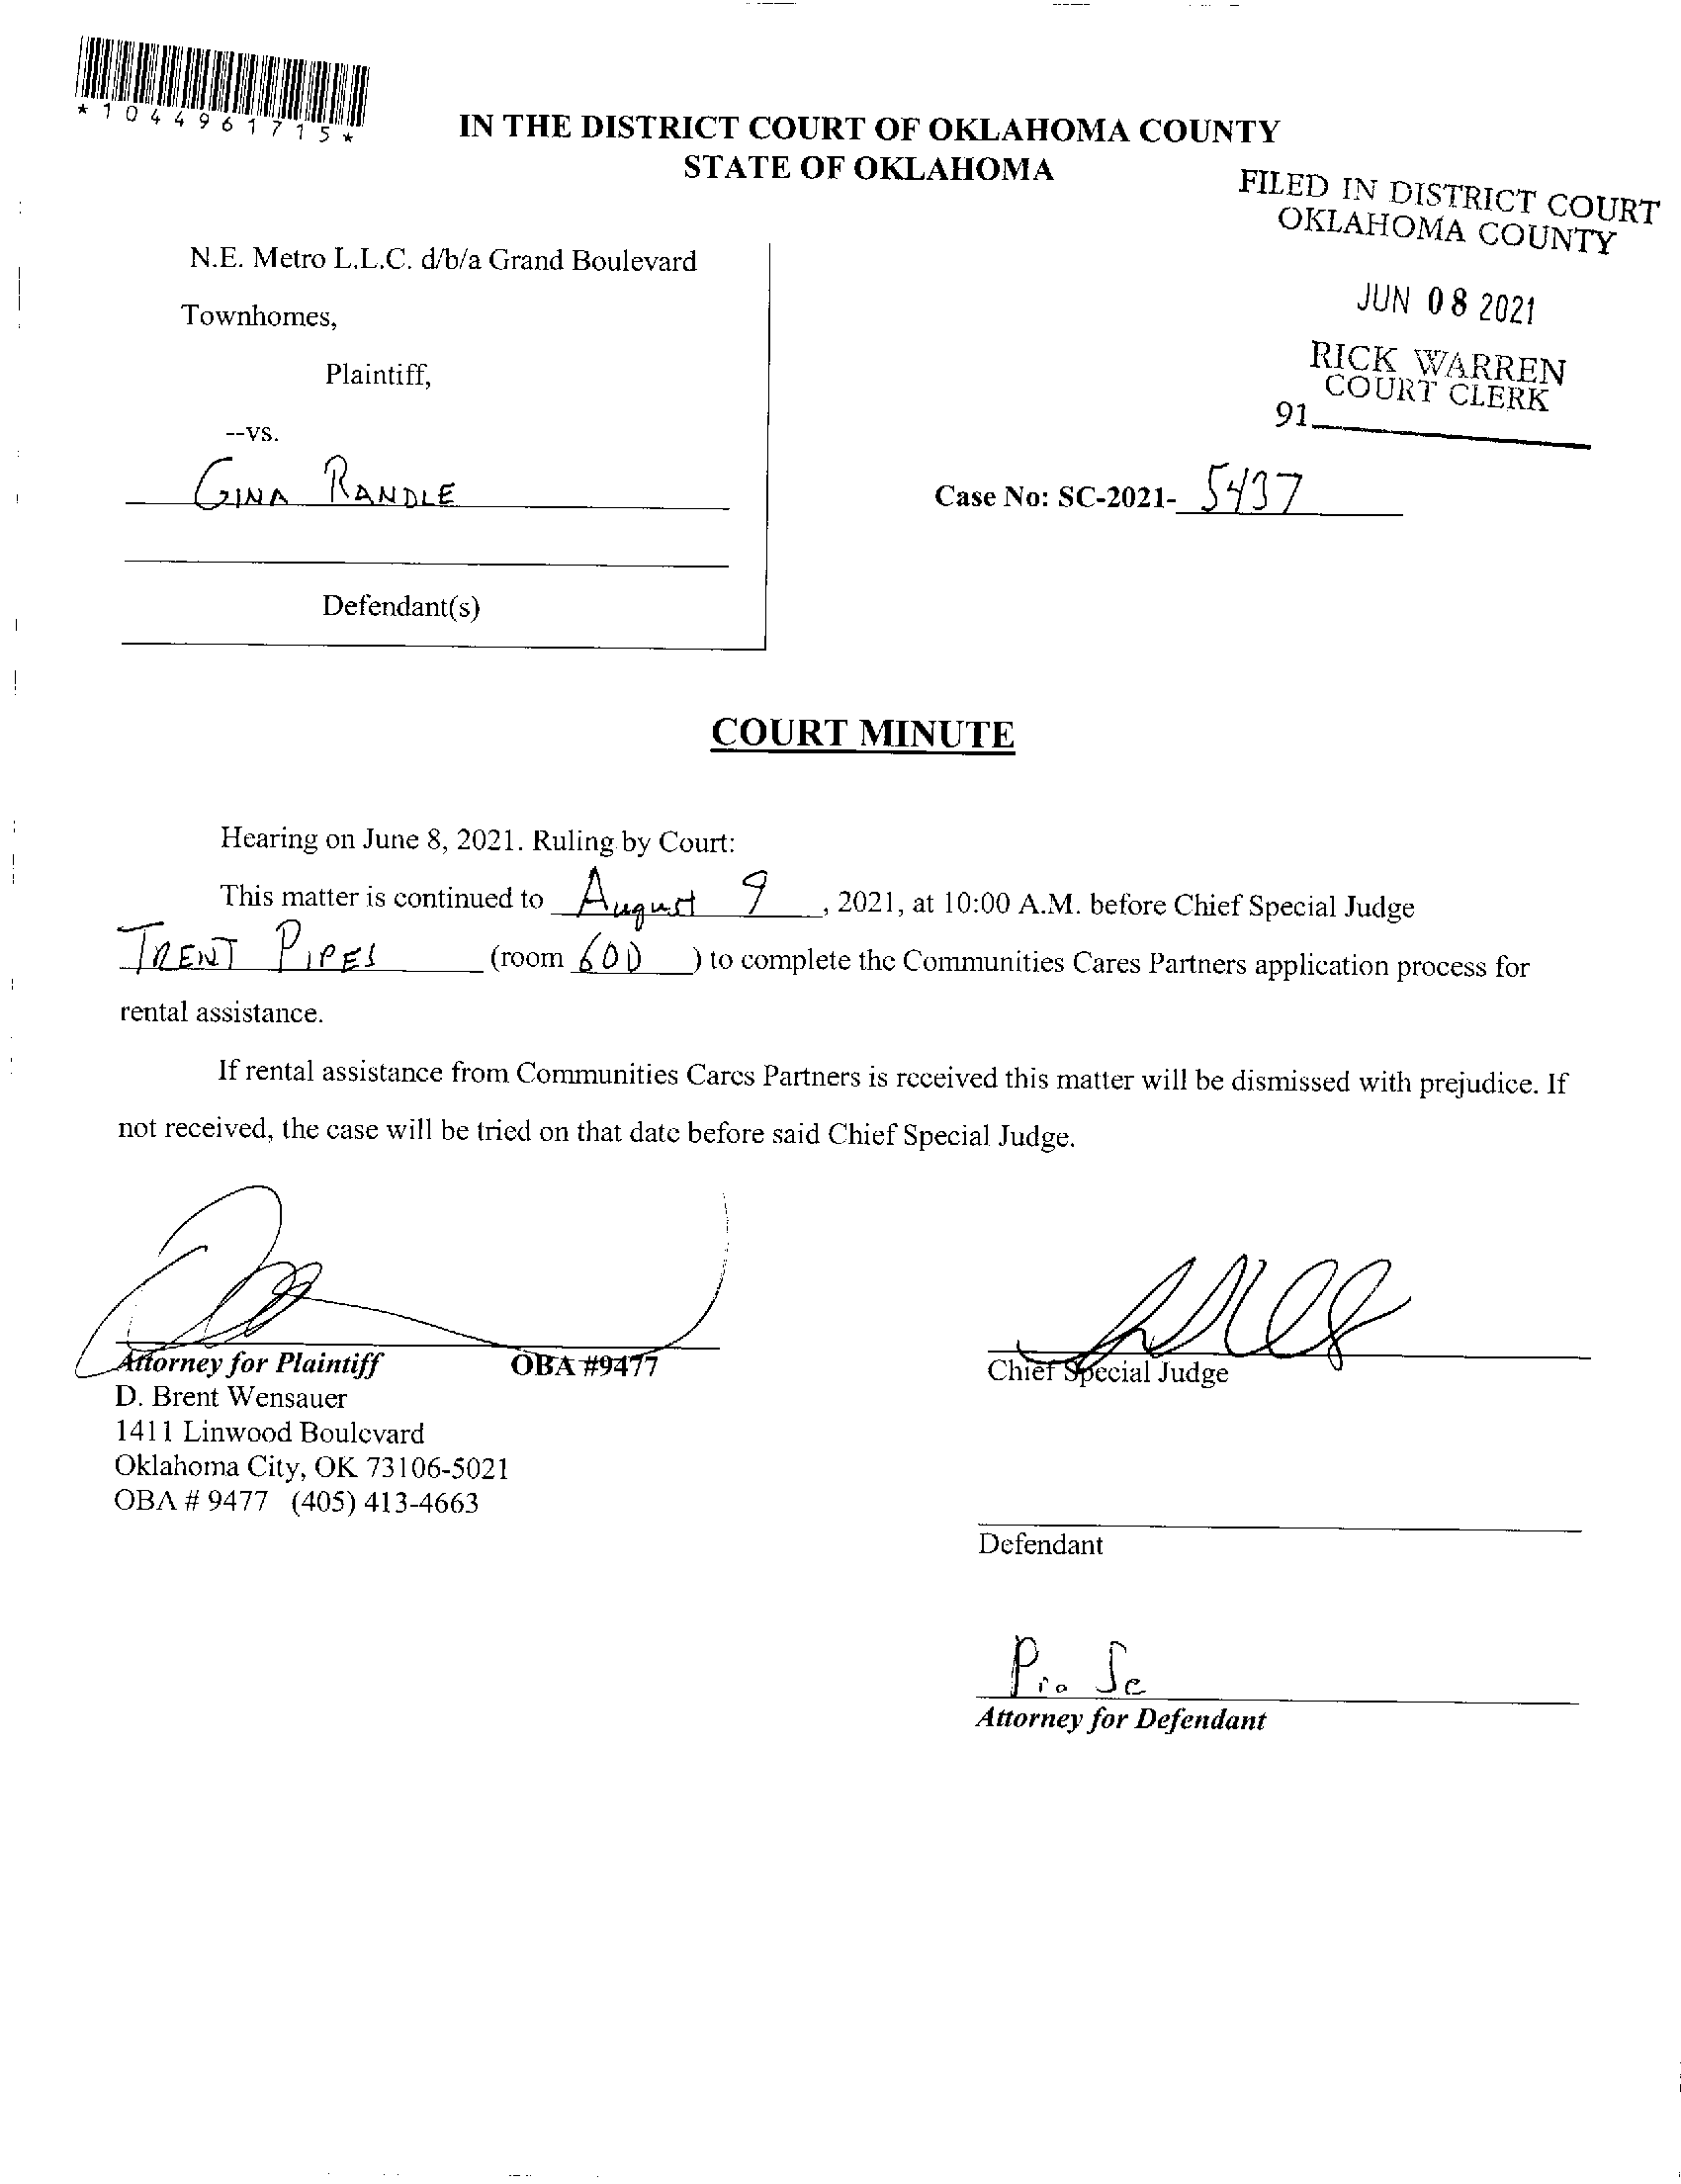 *1044961715*
IN THE DISTRICT COURT OF OKLAHOMA COUNTY
STATE OF OKLAHOMA
FILED IN DISTRICT COURT
OKLAHOMA COUNTY
JUN 08 2021
RICK WARREN
COURT CLERK
91
N.E. Metro L.L.C. d/b/a Grand Boulevard
Townhomes,
Plaintiff,
--vs.
GINA RANDLE
Case No: SC-2021- 5437
Defendant(s)
COURT MINUTE
Hearing on June 8, 2021. Ruling by Court:
This matter is continued to August 9, 2021, at 10:00 A.M. before Chief Special Judge
TRENT PIPES (room 600) to complete the Communities Cares Partners application process for
rental assistance.
If rental assistance from Communities Cares Partners is received this matter will be dismissed with prejudice. If
not received, the case will be tried on that date before said Chief Special Judge.
Attorney for Plaintiff OBA #9477
D. Brent Wensauer
1411 Linwood Boulevard
Oklahoma City, OK 73106-5021
OBA # 9477 (405) 413-4663
Chief Special Judge
Defendant
Pro Se
Attorney for Defendant